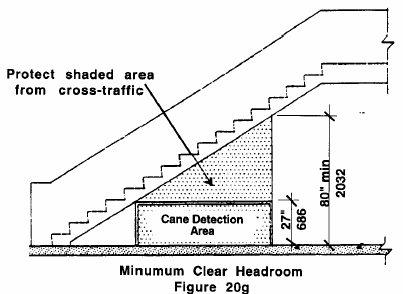 Protect shaded area
from cross-traffic
Cane Detection
Area
27"
686
80" min
2032
Minumum Clear Headroom
Figure 20g